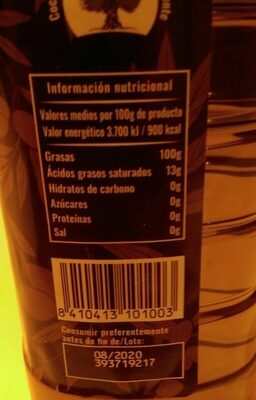 Información nutricional
Valores medios por 100g de producto
Valor energético 3.700 kJ / 900 kcal
Grasas 100g
Ácidos grasos saturados 13g
Hidratos de carbono 0g
Azúcares 0g
Proteínas 0g
Sal 0g
8 410413 101003
Consumir preferentemente
antes de fin de/Lote:
08/2020
393719217